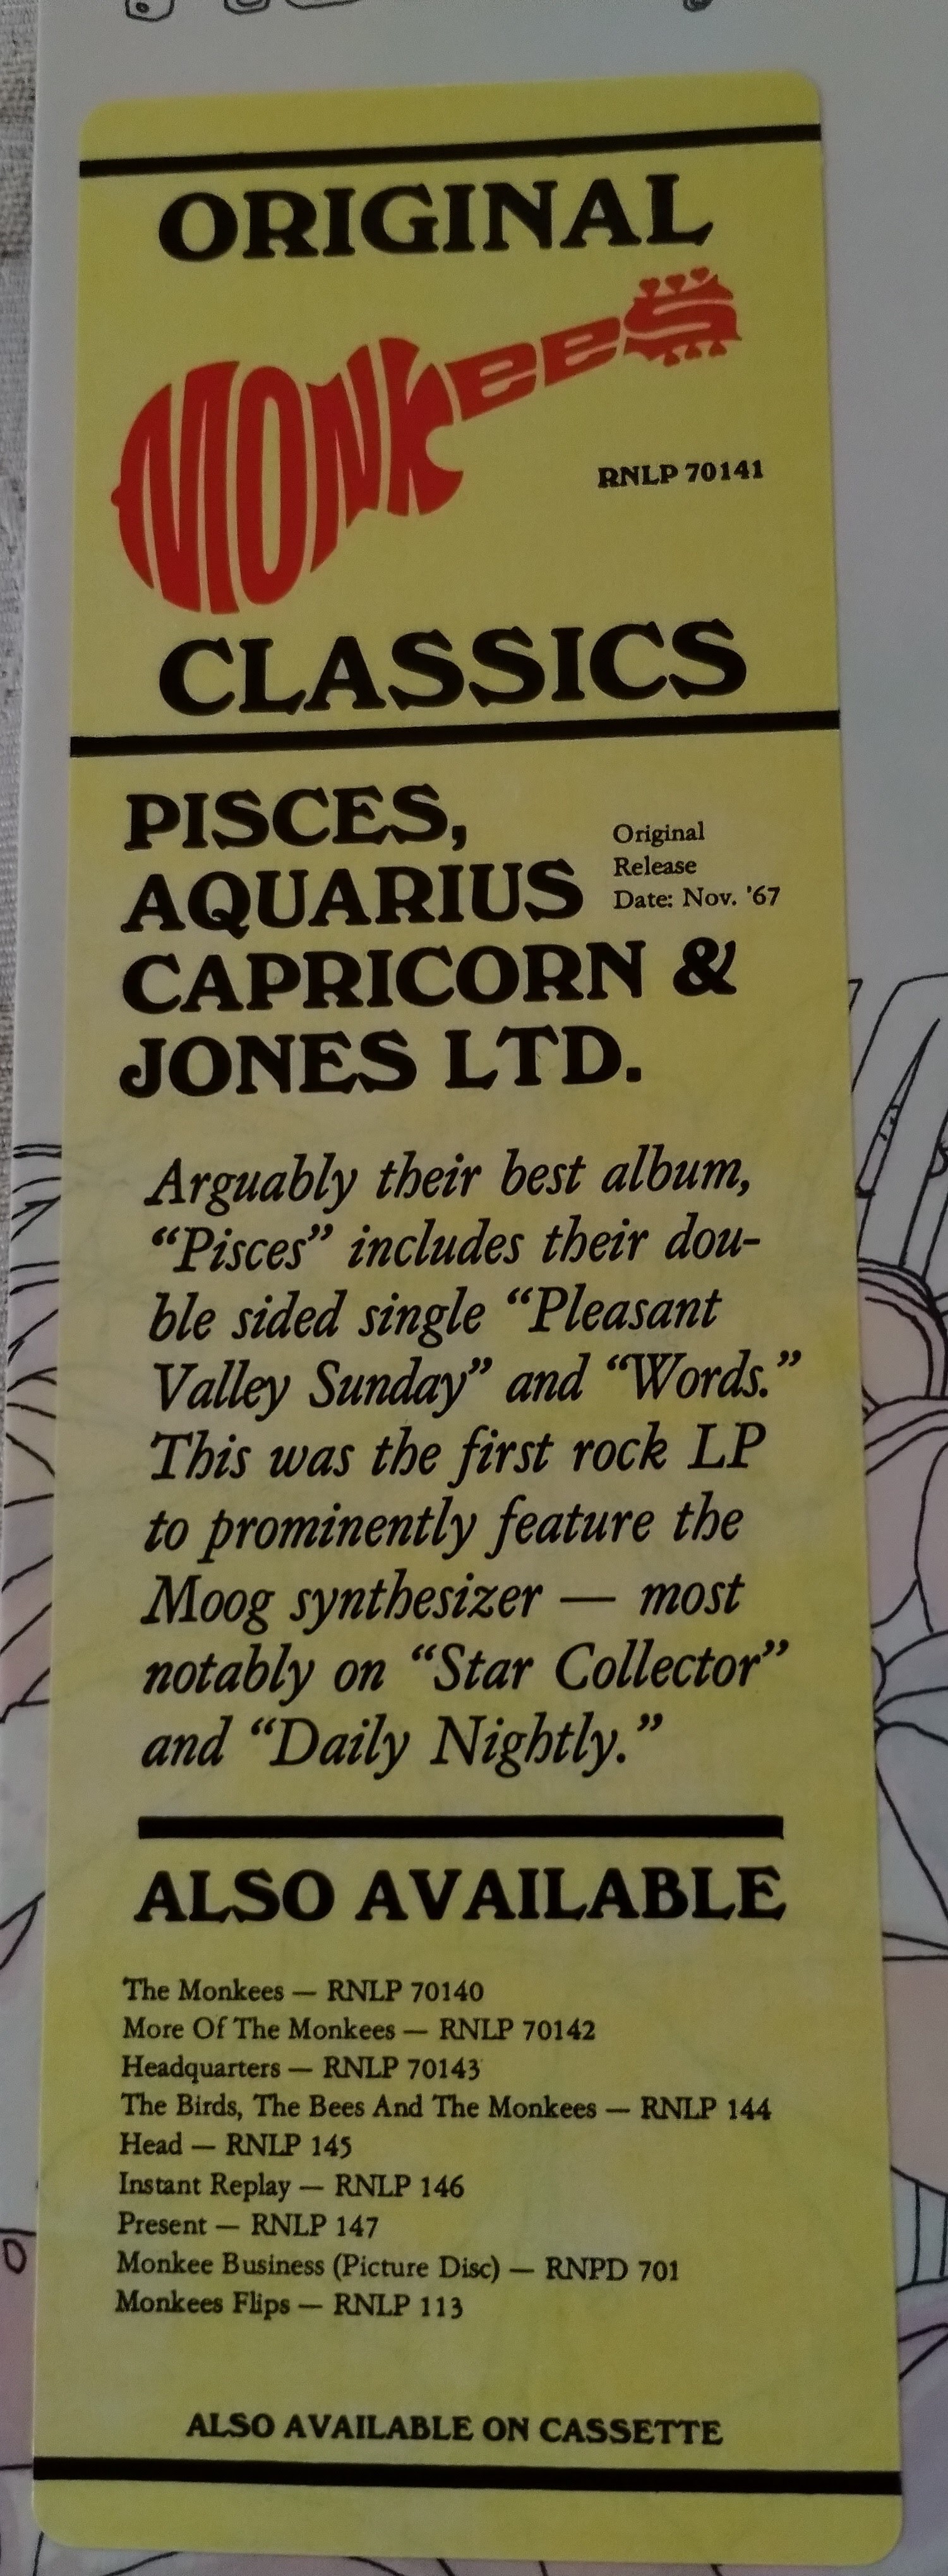 ORIGINAL
MONKEES
RNLP 70141
CLASSICS
PISCES,
AQUARIUS
CAPRICORN &
JONES LTD.
Original
Release
Date: Nov. '67
Arguably their best album,
“Pisces” includes their dou-
ble sided single “Pleasant
Valley Sunday” and “Words.”
This was the first rock LP
to prominently feature the
Moog synthesizer — most
notably on “Star Collector”
and “Daily Nightly.”
ALSO AVAILABLE
The Monkees — RNLP 70140
More Of The Monkees — RNLP 70142
Headquarters — RNLP 70143
The Birds, The Bees And The Monkees — RNLP 144
Head — RNLP 145
Instant Replay — RNLP 146
Present — RNLP 147
Monkee Business (Picture Disc) — RNPD 701
Monkees Flips — RNLP 113
ALSO AVAILABLE ON CASSETTE